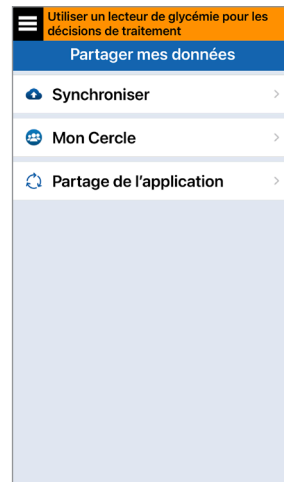 Utiliser un lecteur de glycémie pour les
décisions de traitement
Partager mes données
Synchroniser
Mon Cercle
Partage de l’application